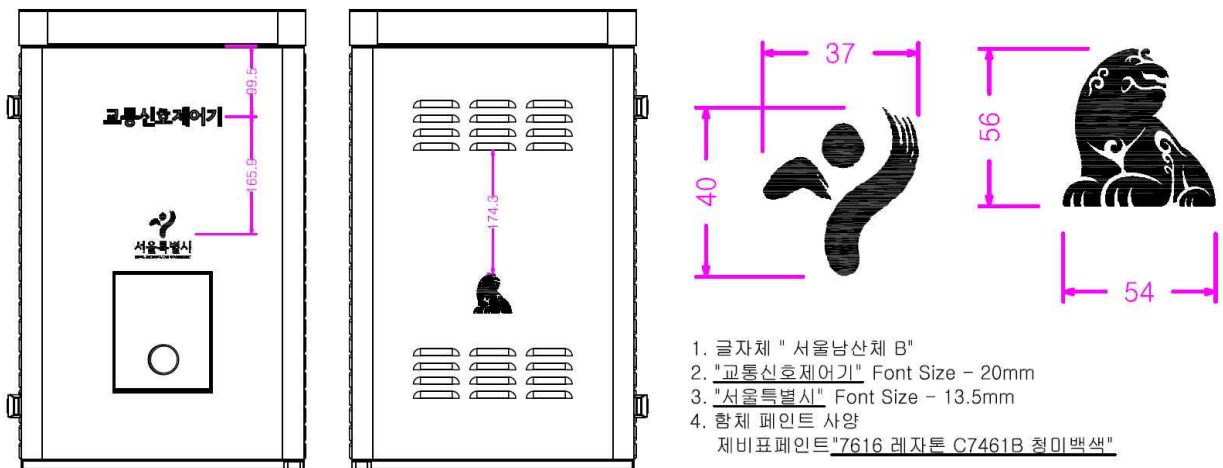 99.5
교통신호제어기
165.9
서울특별시
174.3
37
40
56
54
1. 글자체 " 서울남산체 B"
2. "교통신호제어기" Font Size - 20mm
3. "서울특별시" Font Size - 13.5mm
4. 함체 페인트 사양
제비표페인트"7616 레자톤 C7461B 청미백색"